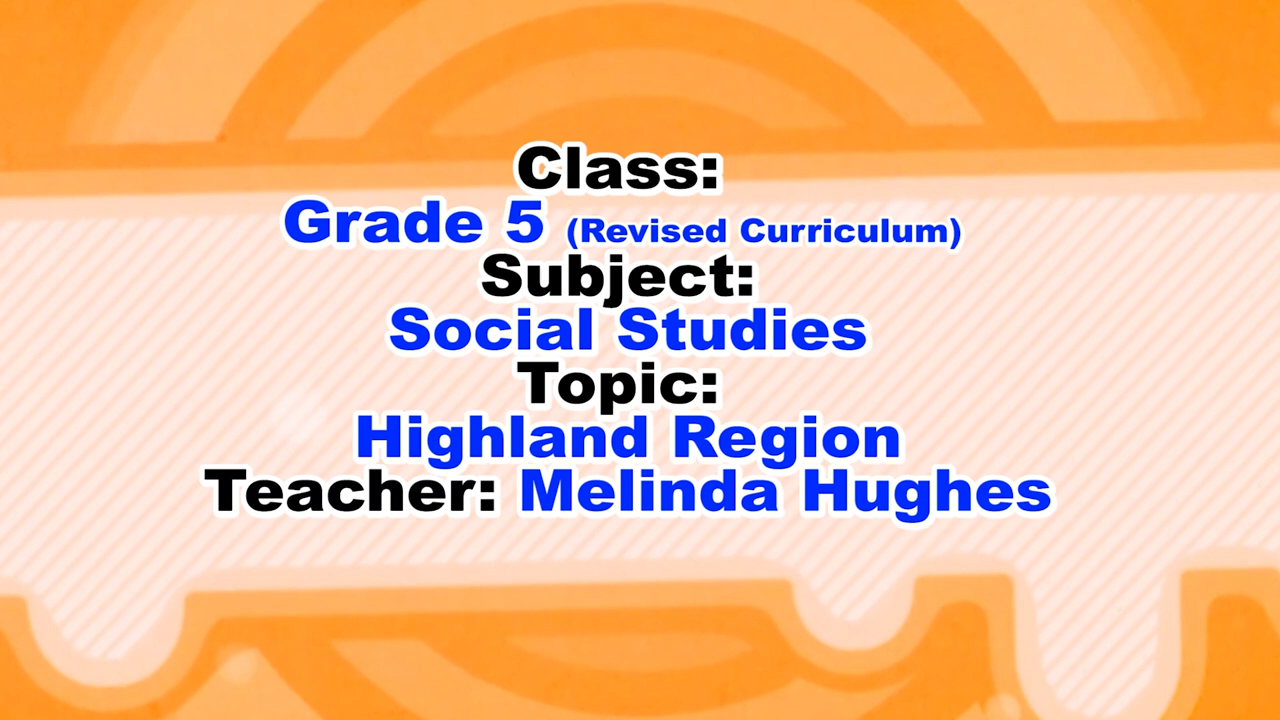 Class:
Grade 5 (Revised Curriculum)
Subject:
Social Studies
Topic:
Highland Region
Teacher: Melinda Hughes